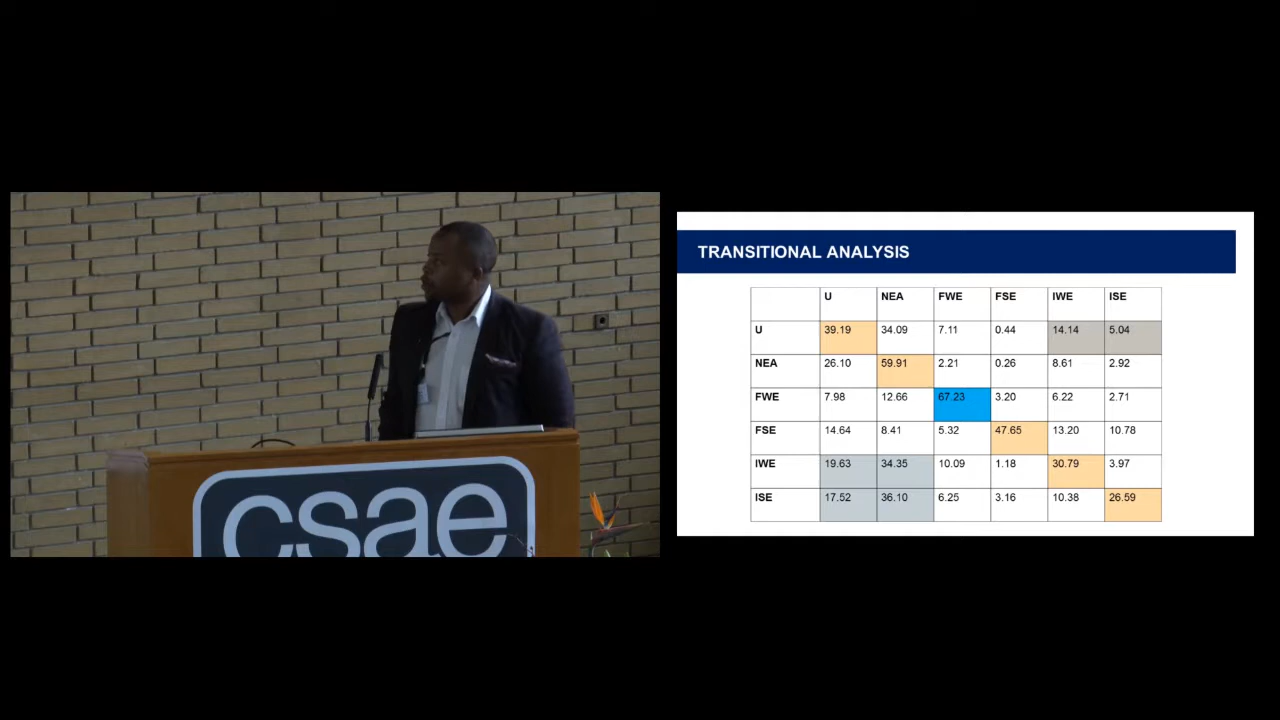 csae
TRANSITIONAL ANALYSIS
U NEA FWE FSE IWE ISE
U 39.19 34.09 7.11 0.44 14.14 5.04
NEA 26.10 59.91 2.21 0.26 8.61 2.92
FWE 7.98 12.66 67.23 3.20 6.22 2.71
FSE 14.64 8.41 5.32 47.65 13.20 10.78
IWE 19.63 34.35 10.09 1.18 30.79 3.97
ISE 17.52 36.10 6.25 3.16 10.38 26.59